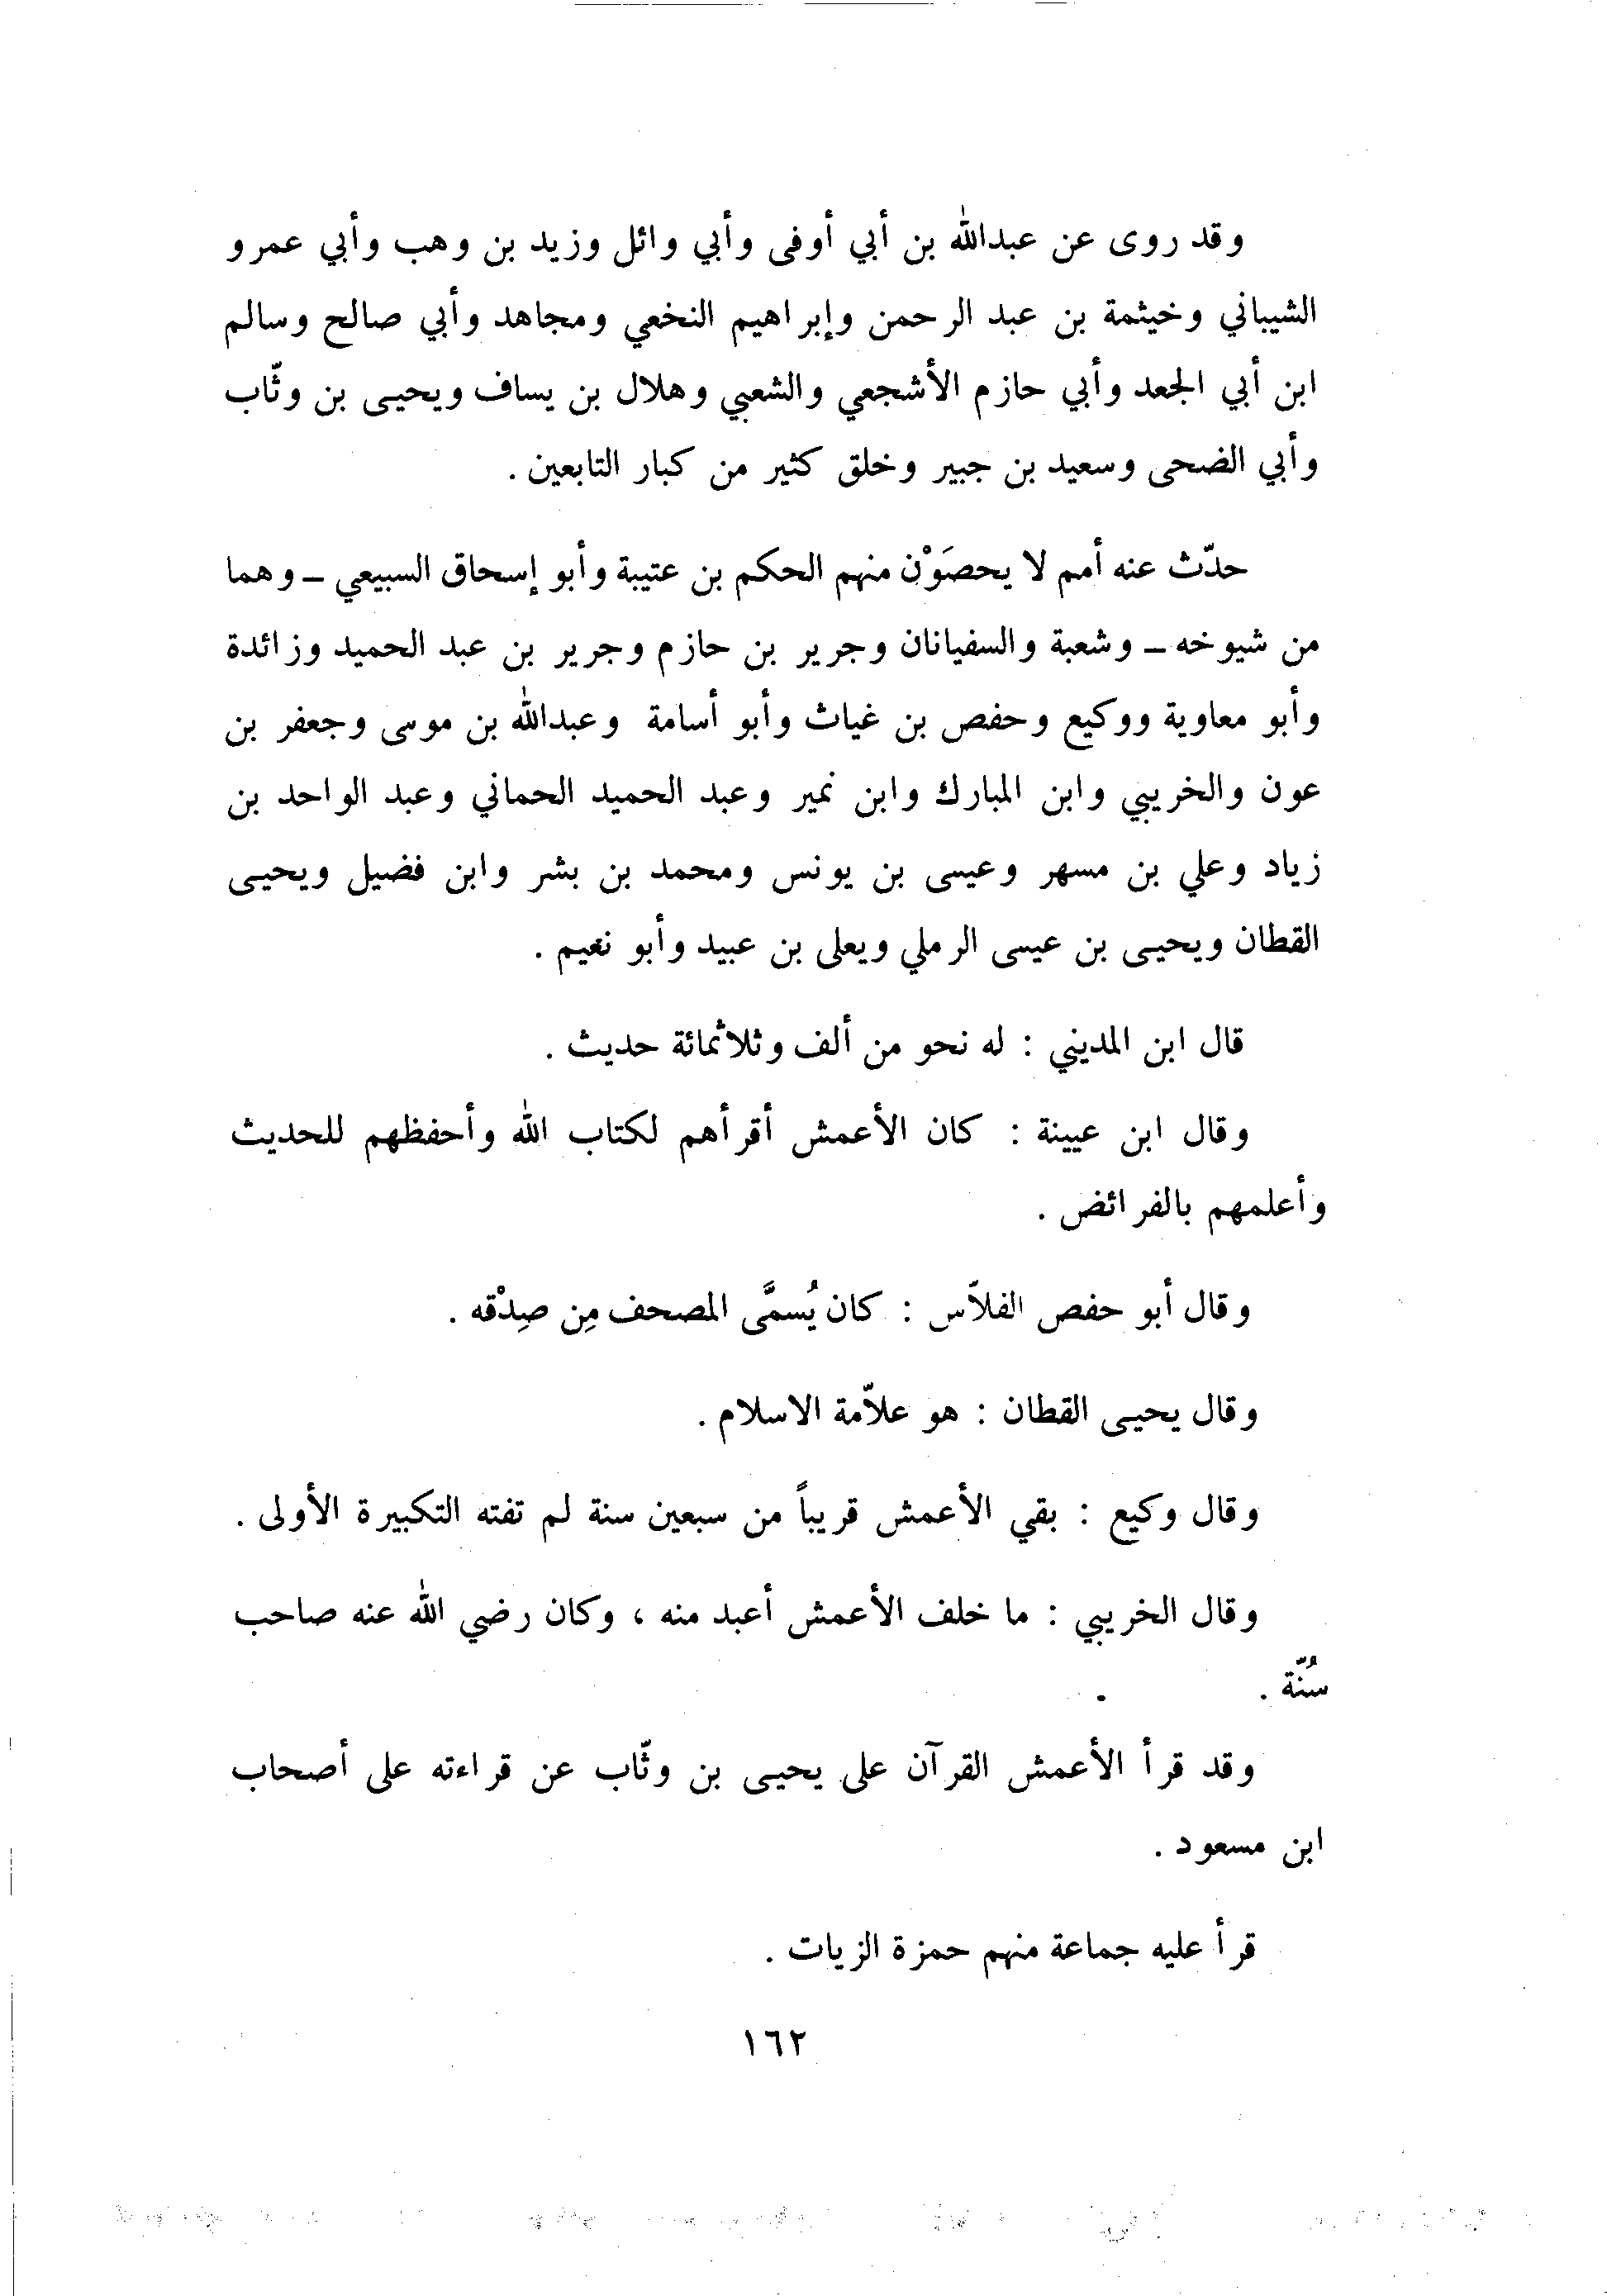 وقد روى عن عبدالله بن أبي أوفى وأبي وائل وزيد بن وهب وأبي عمرو
الشيباني وخيثمة بن عبد الرحمن وإبراهيم النخعي ومجاهد وأبي صالح وسالم
ابن أبي الجعد وأبي حازم الأشجعي والشعبي وهلال بن يساف ويحيى بن وثّاب
وأبي الضحى وسعيد بن جبير وخلق كثير من كبار التابعين .
حدّث عنه أمم لا يحصَوْن منهم الحكم بن عتيبة وأبو إسحاق السبيعي ـ وهما
من شيوخه ـ وشعبة والسفيانان وجرير بن حازم وجرير بن عبد الحميد وزائدة
وأبو معاوية ووكيع وحفص بن غياث وأبو أسامة وعبدالله بن موسى وجعفر بن
عون والخريبي وابن المبارك وابن نمير وعبد الحميد الحماني وعبد الواحد بن
زياد وعلي بن مسهر وعيسى بن يونس ومحمد بن بشر وابن فضيل ويحيى
القطان ويحيى بن عيسى الرملي ويعلى بن عبيد وأبو نعيم .
قال ابن المديني : له نحو من ألف وثلاثمائة حديث .
وقال ابن عيينة : كان الأعمش أقرأهم لكتاب الله وأحفظهم للحديث
وأعلمهم بالفرائض .
وقال أبو حفص الفلاّس : كان يُسمَّى المصحف مِن صِدْقه .
وقال يحيى القطان : هو علاّمة الاسلام .
وقال وكيع : بقي الأعمش قريباً من سبعين سنة لم تفته التكبيرة الأولى .
وقال الخريبي : ما خلف الأعمش أعبد منه ، وكان رضي الله عنه صاحب
سُنّة .
وقد قرأ الأعمش القرآن على يحيى بن وثّاب عن قراءته على أصحاب
ابن مسعود .
قرأ عليه جماعة منهم حمزة الزيات .
١٦٢